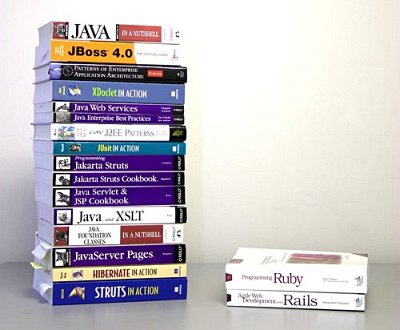 JAVA IN A NUTSHELL
JBoss 4.0
PATTERNS OF ENTERPRISE
APPLICATION ARCHITECTURE
XDoclet IN ACTION
Java Web Services
Java Enterprise Best Practices
core J2EE PATTERNS
JUnit IN ACTION
Programming
Jakarta Struts
Jakarta Struts Cookbook
Java Servlet &
JSP Cookbook
Java and XSLT
JAVA
FOUNDATION
CLASSES
IN A NUTSHELL
JavaServer Pages
HIBERNATE IN ACTION
STRUTS IN ACTION
Programming Ruby
Agile Web
Development with Rails